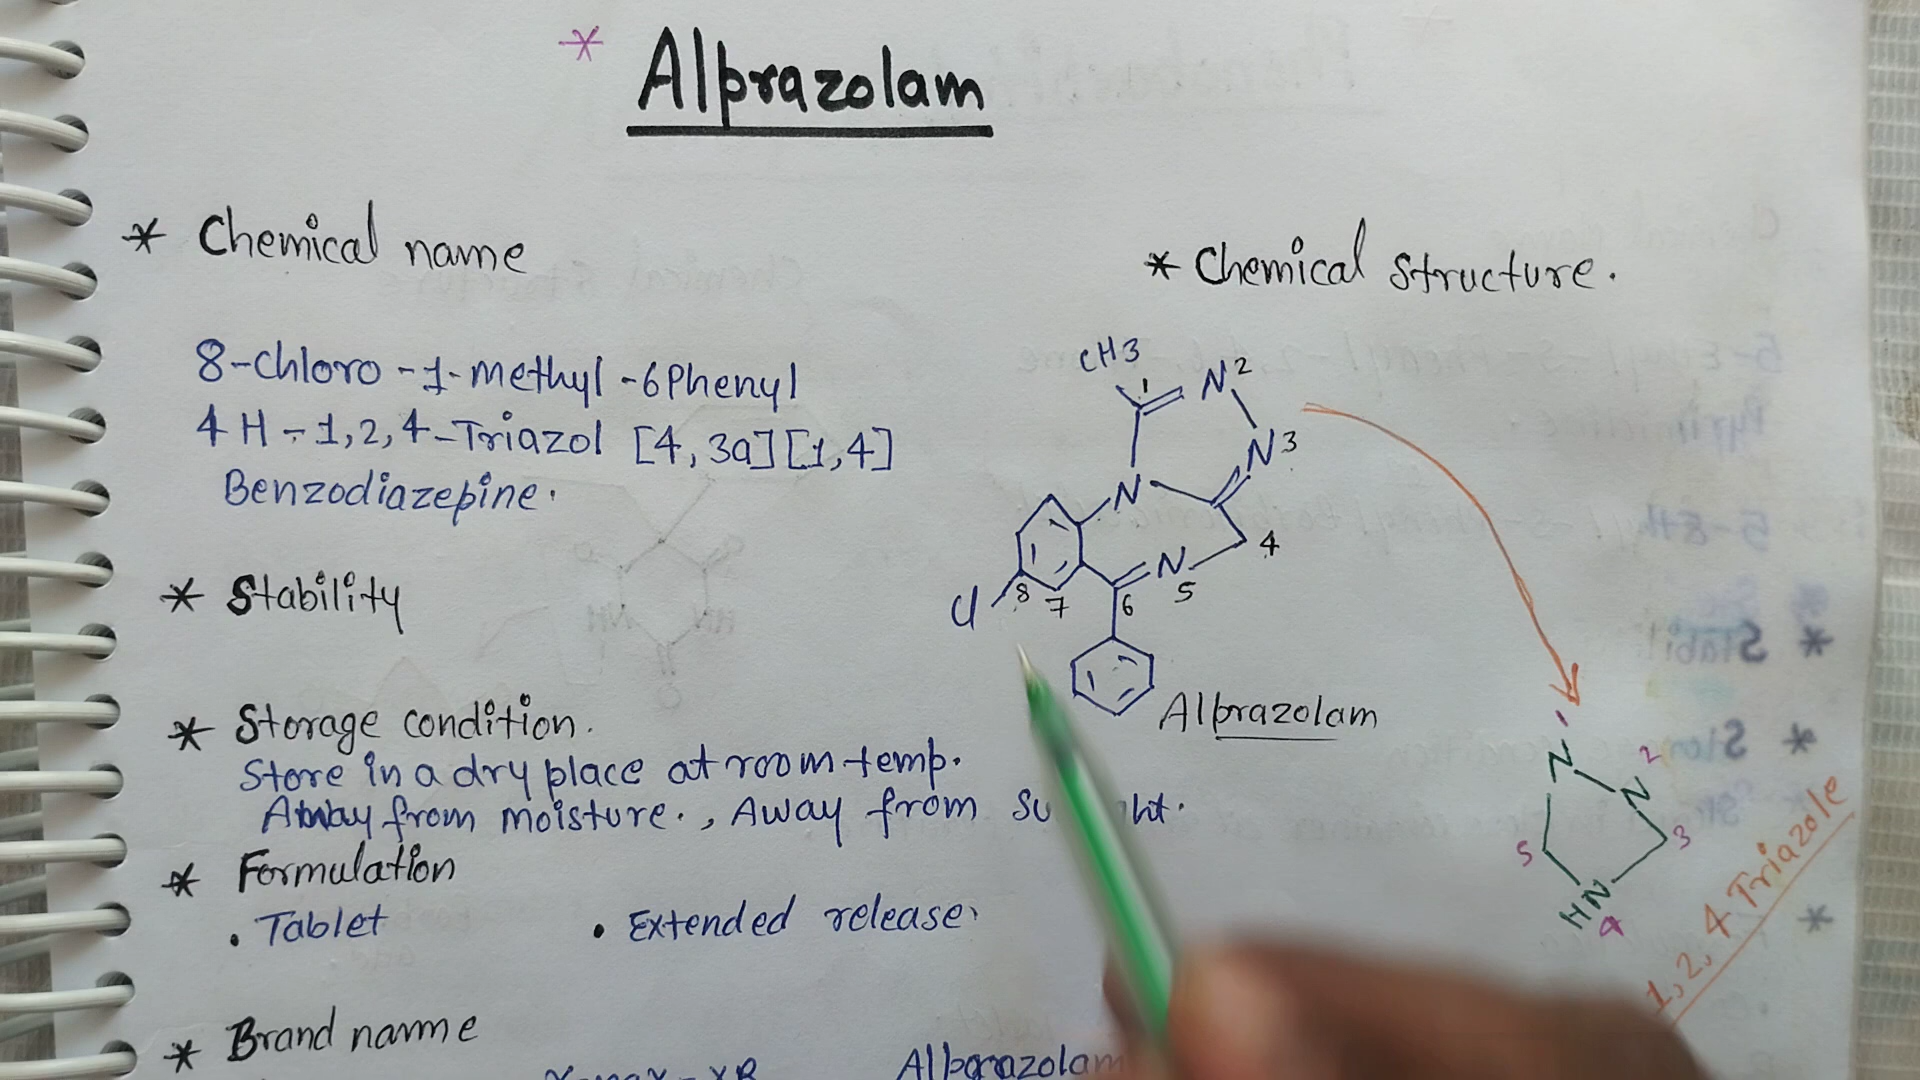 * Alprazolam
* Chemical name
* Chemical structure.
8-Chloro-1-methyl-6Phenyl
4H-1,2,4-Triazol [4,3a][1,4]
Benzodiazepine.
CH3
1
N2
N3
N
4
N
5
6
7
8
Cl
Alprazolam
* Stability
* Storage condition.
Store in a dry place at room temp.
Away from moisture., Away from
* Formulation
. Tablet
. Extended release.
N
N
2
3
HN
4
5
1,2,4 Triazole
* Brand name
Alprazolam